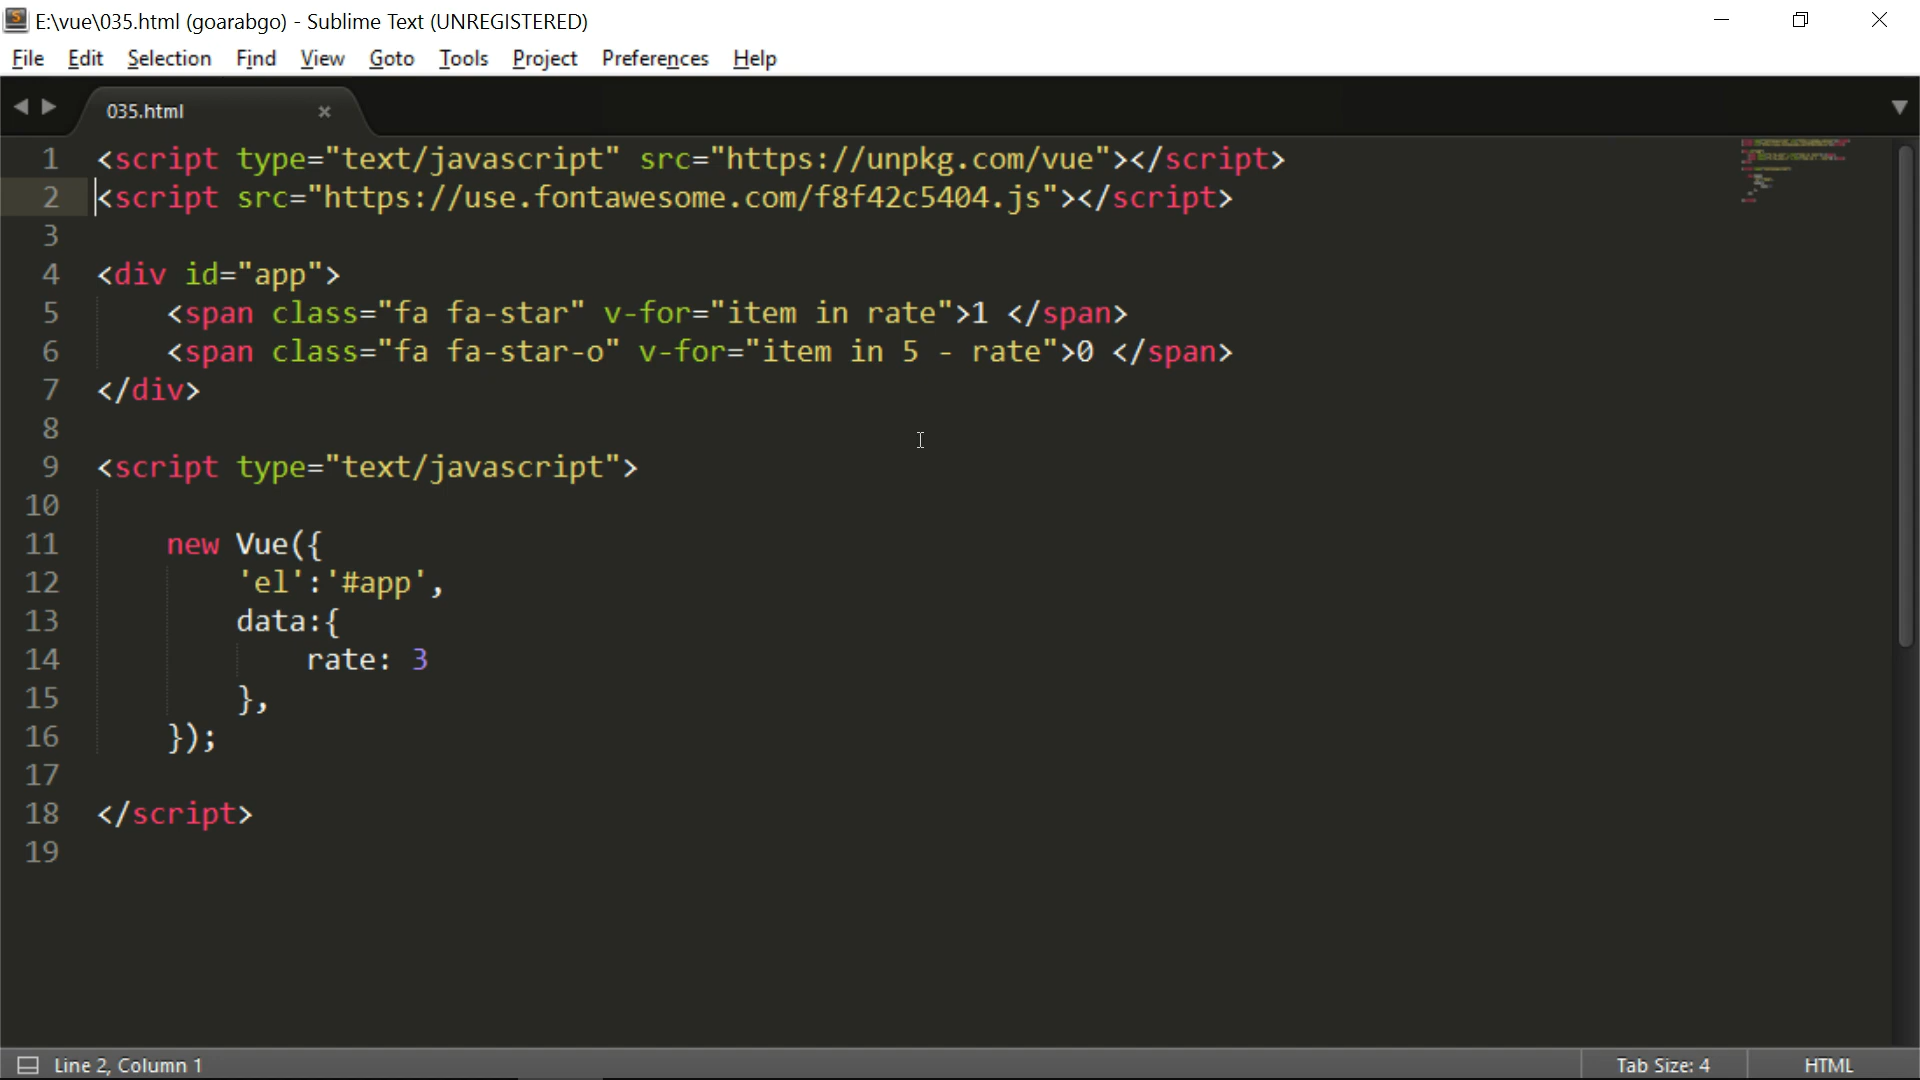 E:\vue\035.html (goarabgo) - Sublime Text (UNREGISTERED)
File Edit Selection Find View Goto Tools Project Preferences Help
035.html
1 <script type="text/javascript" src="https://unpkg.com/vue"></script>
2 <script src="https://use.fontawesome.com/f8f42c5404.js"></script>
3
4 <div id="app">
5     <span class="fa fa-star" v-for="item in rate">1 </span>
6     <span class="fa fa-star-o" v-for="item in 5 - rate">0 </span>
7 </div>
8
9 <script type="text/javascript">
10
11     new Vue({
12         'el':'#app',
13         data:{
14             rate: 3
15         },
16     });
17
18 </script>
19
Line 2, Column 1 Tab Size: 4 HTML